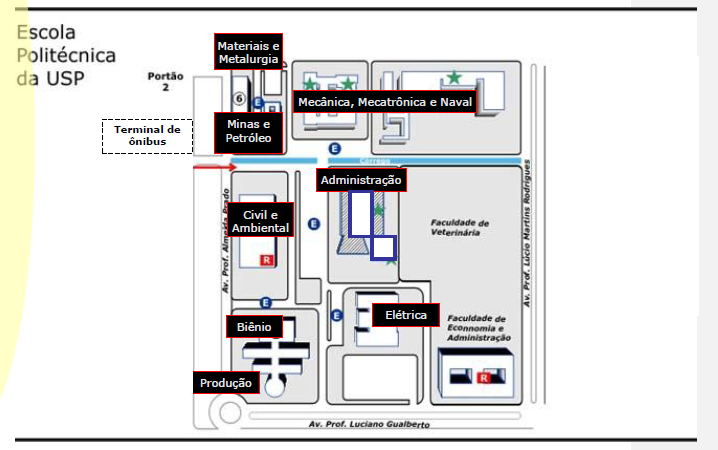 Escola
Politécnica
da USP
Materiais e
Metalurgia
Portão
2
6
E
Mecânica, Mecatrônica e Naval
Terminal de
ônibus
Minas e
Petróleo
E
Córrego
Administração
Av. Prof. Almeida Prado
Civil e
Ambiental
E
R
Faculdade de
Veterinária
Av. Prof. Lúcio Martins Rodrigues
E
E
Elétrica
Biênio
Faculdade de
Econnomia e
Administração
R
Produção
Av. Prof. Luciano Gualberto